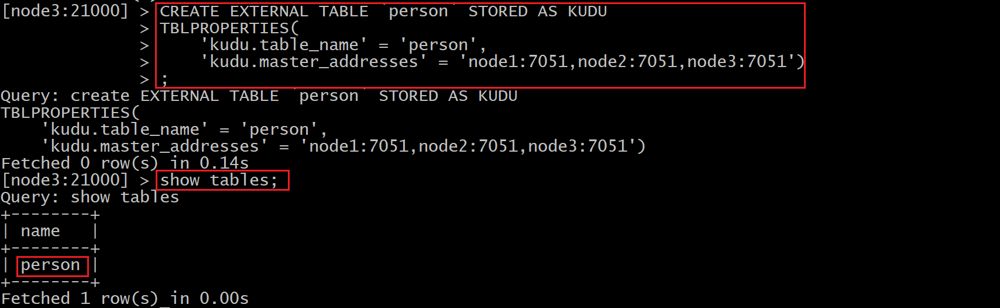 [node3:21000] > CREATE EXTERNAL TABLE `person` STORED AS KUDU
              > TBLPROPERTIES(
              >     'kudu.table_name' = 'person',
              >     'kudu.master_addresses' = 'node1:7051,node2:7051,node3:7051')
              > ;
Query: create EXTERNAL TABLE `person` STORED AS KUDU
TBLPROPERTIES(
    'kudu.table_name' = 'person',
    'kudu.master_addresses' = 'node1:7051,node2:7051,node3:7051')
Fetched 0 row(s) in 0.14s
[node3:21000] > show tables;
Query: show tables
+--------+
| name   |
+--------+
| person |
+--------+
Fetched 1 row(s) in 0.00s